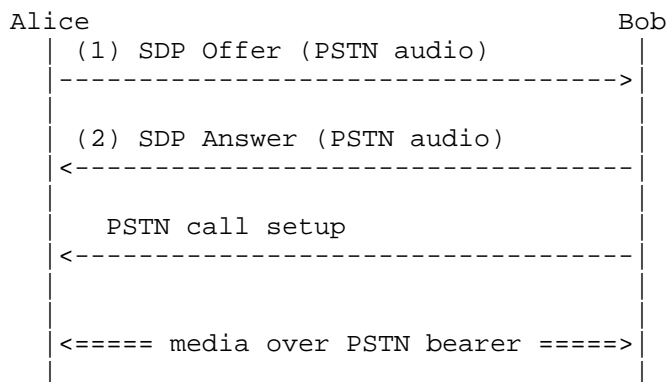 Alice Bob
(1) SDP Offer (PSTN audio)
(2) SDP Answer (PSTN audio)
PSTN call setup
<===== media over PSTN bearer =====>